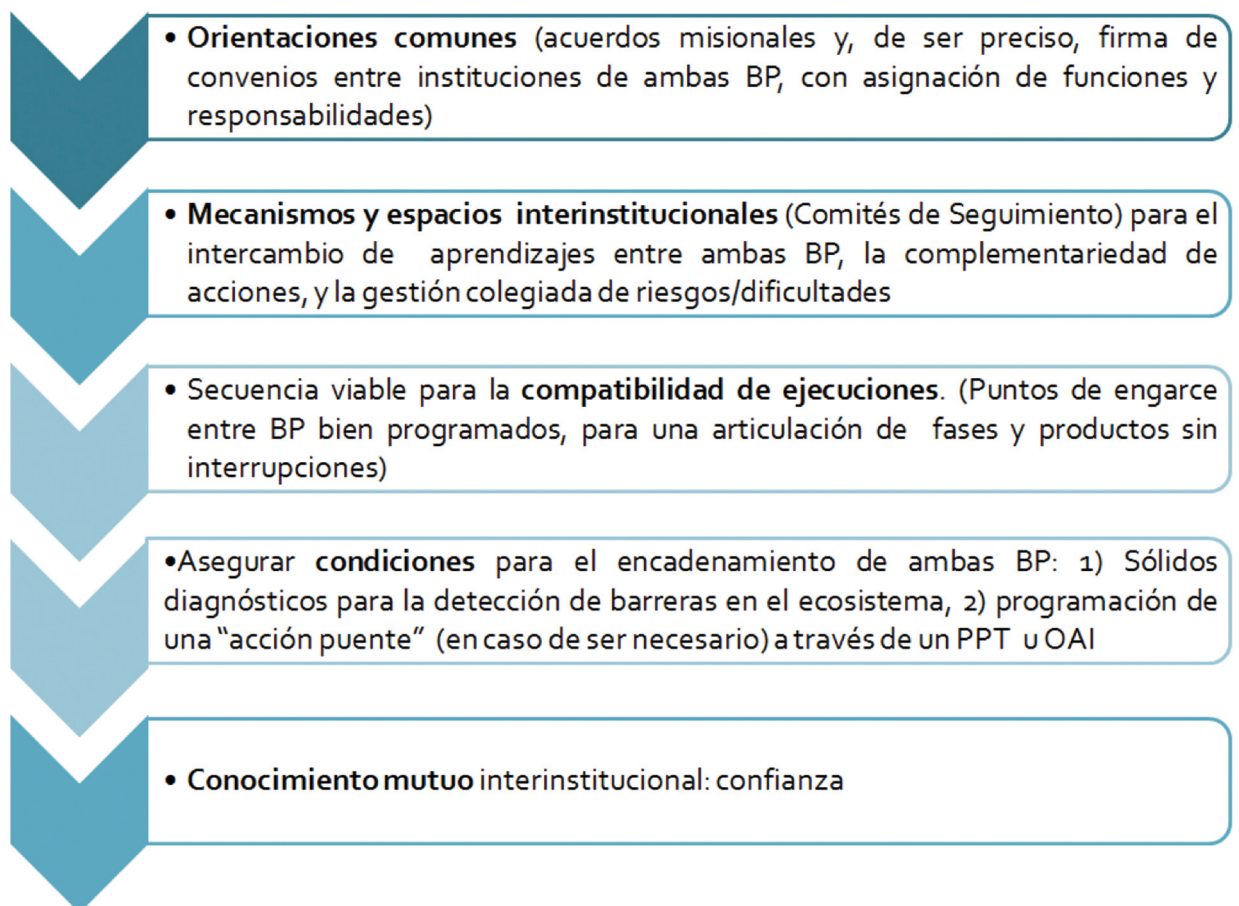 • Orientaciones comunes (acuerdos misionales y, de ser preciso, firma de
convenios entre instituciones de ambas BP, con asignación de funciones y
responsabilidades)
• Mecanismos y espacios interinstitucionales (Comités de Seguimiento) para el
intercambio de aprendizajes entre ambas BP, la complementariedad de
acciones, y la gestión colegiada de riesgos/dificultades
• Secuencia viable para la compatibilidad de ejecuciones. (Puntos de engarce
entre BP bien programados, para una articulación de fases y productos sin
interrupciones)
•Asegurar condiciones para el encadenamiento de ambas BP: 1) Sólidos
diagnósticos para la detección de barreras en el ecosistema, 2) programación de
una “acción puente” (en caso de ser necesario) a través de un PPT u OAI
• Conocimiento mutuo interinstitucional: confianza